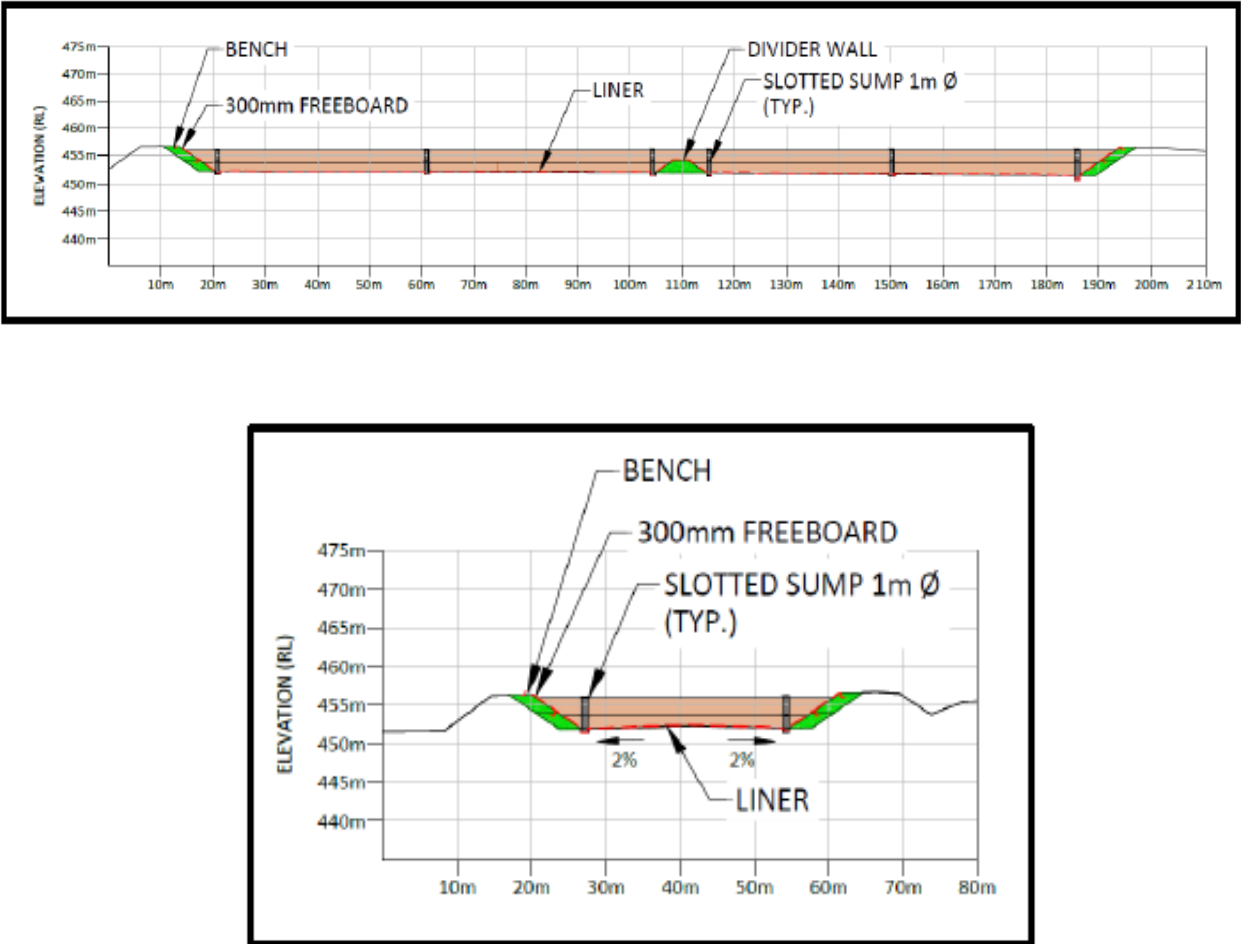 475m
BENCH
DIVIDER WALL
470m
SLOTTED SUMP 1m Ø
(TYP.)
465m
300mm FREEBOARD
LINER
460m
455m
450m
445m
440m
ELEVATION (RL)
10m 20m 30m 40m 50m 60m 70m 80m 90m 100m 110m 120m 130m 140m 150m 160m 170m 180m 190m 200m 210m
BENCH
300mm FREEBOARD
475m
SLOTTED SUMP 1m Ø
(TYP.)
470m
465m
460m
455m
450m
445m
440m
ELEVATION (RL)
2% 2%
LINER
10m 20m 30m 40m 50m 60m 70m 80m